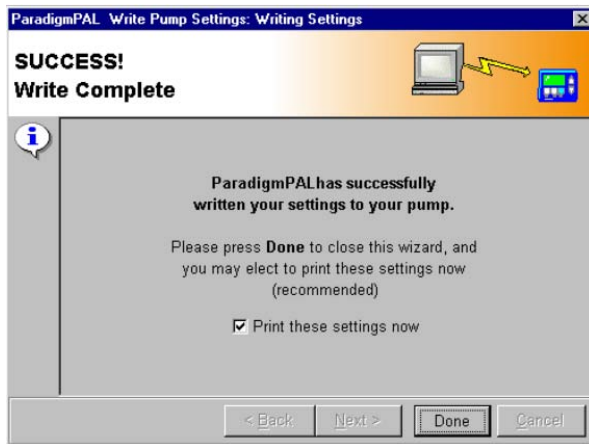 ParadigmPAL Write Pump Settings: Writing Settings
SUCCESS!
Write Complete
ParadigmPALhas successfully
written your settings to your pump.
Please press Done to close this wizard, and
you may elect to print these settings now
(recommended)
Print these settings now
< Back
Next >
Done
Cancel